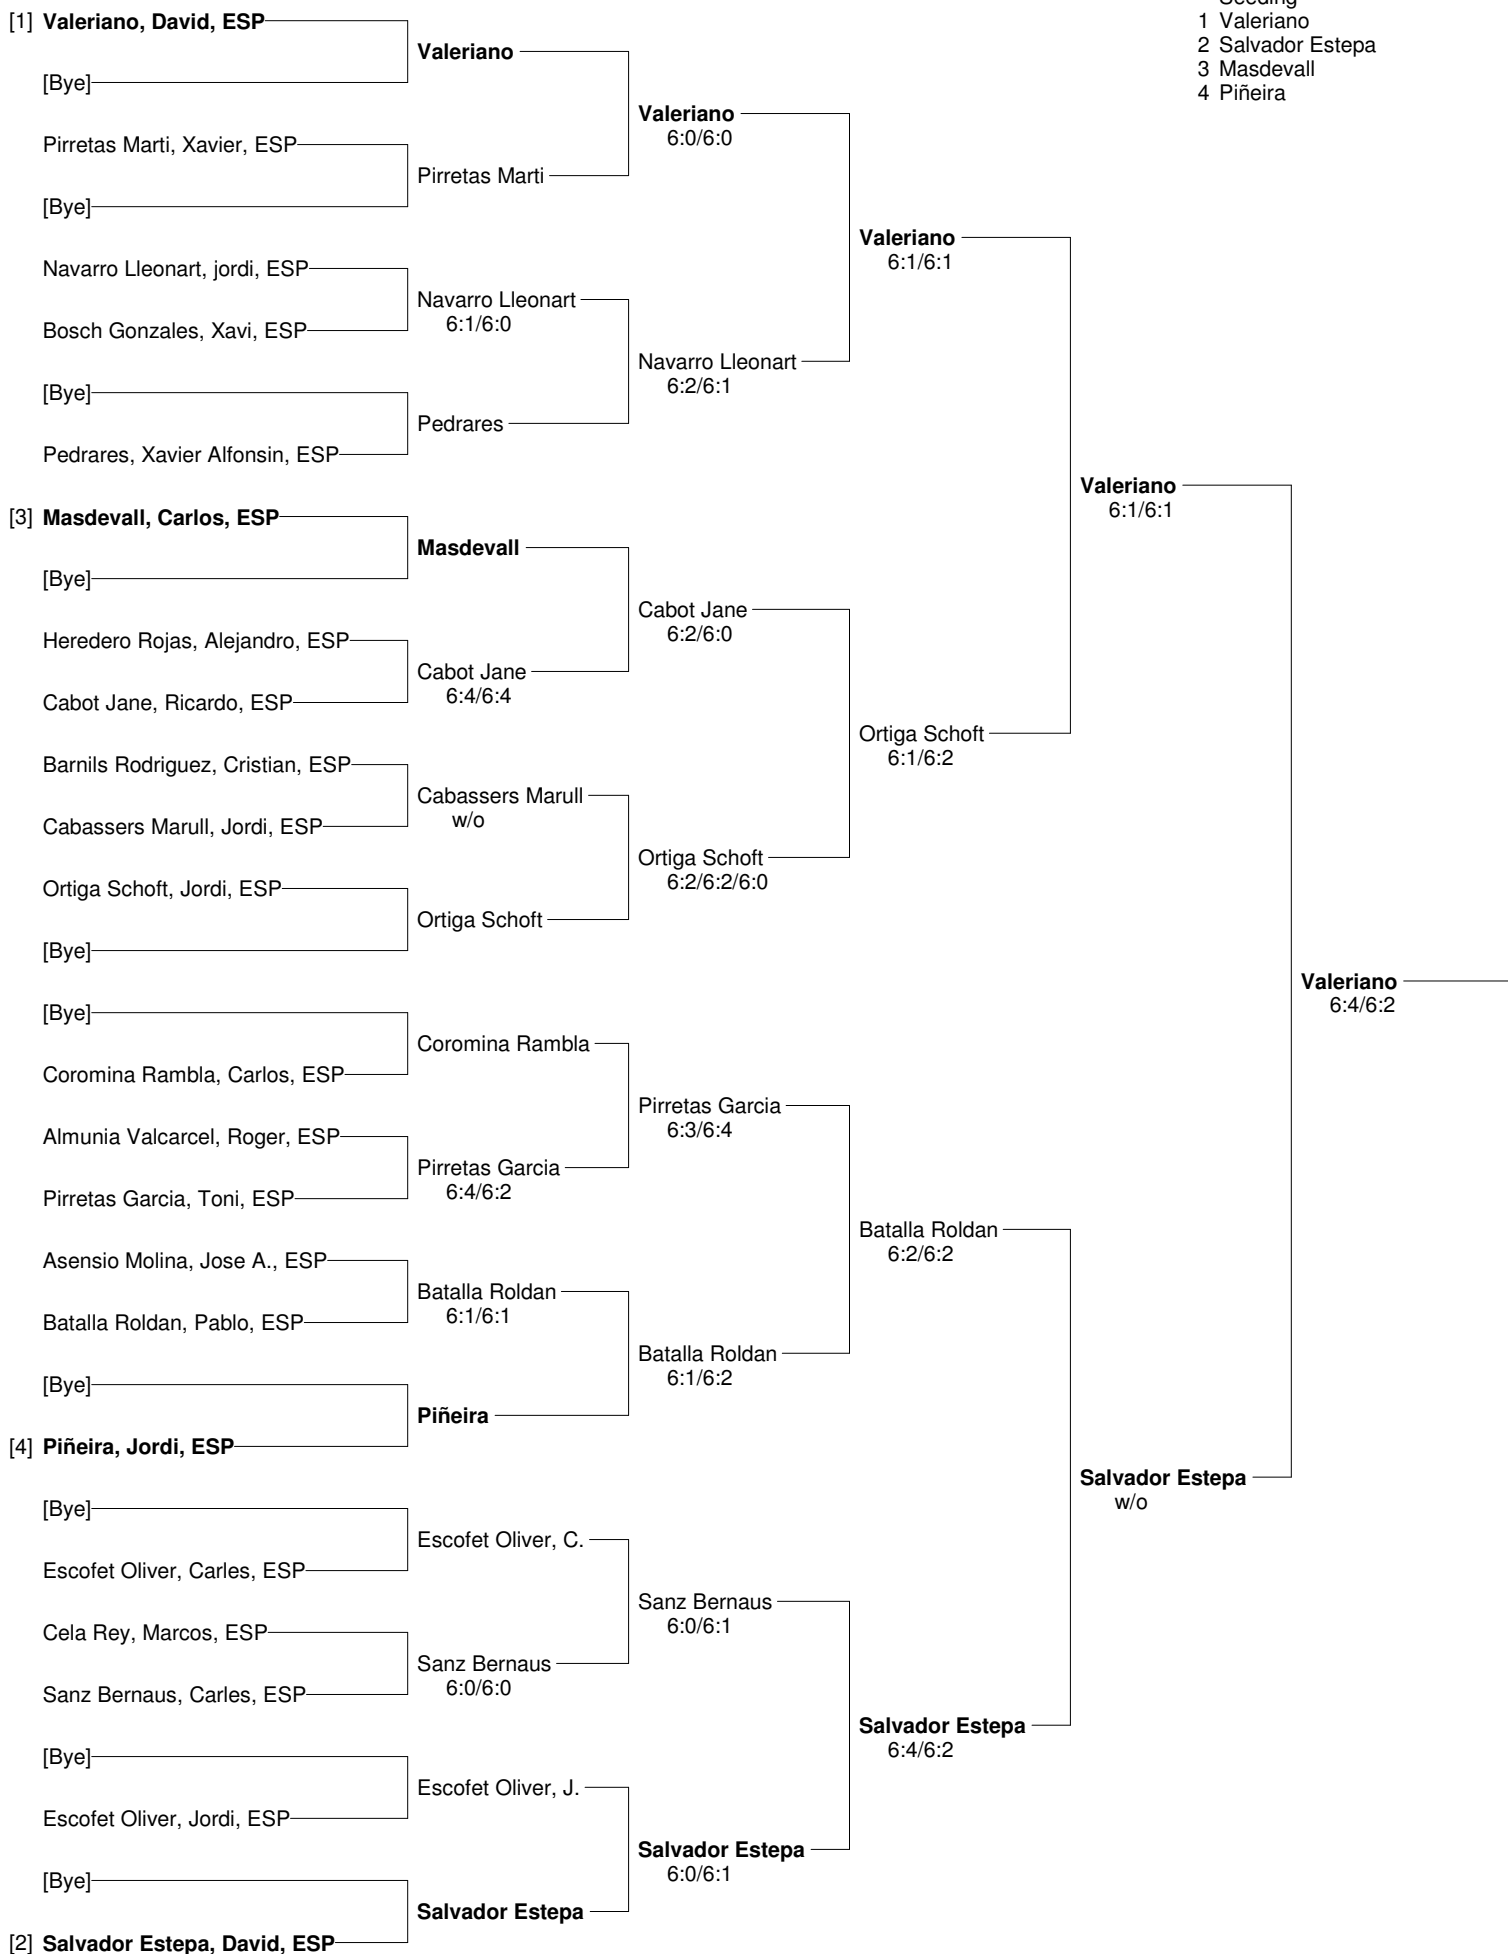 Seeding
1 Valeriano
2 Salvador Estepa
3 Masdevall
4 Piñeira
[1] Valeriano, David, ESP
[Bye]
Pirretas Marti, Xavier, ESP
[Bye]
Navarro Lleonart, jordi, ESP
Bosch Gonzales, Xavi, ESP
[Bye]
Pedrares, Xavier Alfonsin, ESP
[3] Masdevall, Carlos, ESP
[Bye]
Heredero Rojas, Alejandro, ESP
Cabot Jane, Ricardo, ESP
Barnils Rodriguez, Cristian, ESP
Cabassers Marull, Jordi, ESP
Ortiga Schoft, Jordi, ESP
[Bye]
[Bye]
Coromina Rambla, Carlos, ESP
Almunia Valcarcel, Roger, ESP
Pirretas Garcia, Toni, ESP
Asensio Molina, Jose A., ESP
Batalla Roldan, Pablo, ESP
[Bye]
[4] Piñeira, Jordi, ESP
[Bye]
Escofet Oliver, Carles, ESP
Cela Rey, Marcos, ESP
Sanz Bernaus, Carles, ESP
[Bye]
Escofet Oliver, Jordi, ESP
[Bye]
[2] Salvador Estepa, David, ESP
Valeriano
Pirretas Marti
Navarro Lleonart
6:1/6:0
Pedrares
Masdevall
Cabot Jane
6:4/6:4
Cabassers Marull
w/o
Ortiga Schoft
Coromina Rambla
Pirretas Garcia
6:4/6:2
Batalla Roldan
6:1/6:1
Piñeira
Escofet Oliver, C.
Sanz Bernaus
6:0/6:0
Escofet Oliver, J.
Salvador Estepa
Valeriano
6:0/6:0
Navarro Lleonart
6:2/6:1
Cabot Jane
6:2/6:0
Ortiga Schoft
6:2/6:2/6:0
Pirretas Garcia
6:3/6:4
Batalla Roldan
6:1/6:2
Sanz Bernaus
6:0/6:1
Salvador Estepa
6:0/6:1
Valeriano
6:1/6:1
Ortiga Schoft
6:1/6:2
Batalla Roldan
6:2/6:2
Salvador Estepa
6:4/6:2
Valeriano
6:1/6:1
Salvador Estepa
w/o
Valeriano
6:4/6:2